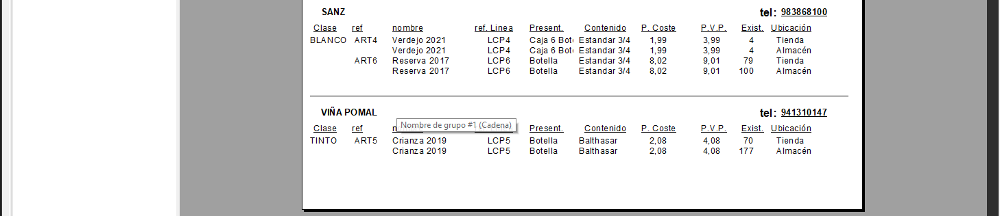 SANZ tel: 983868100
Clase ref nombre ref. Linea Present. Contenido P. Coste P.V.P. Exist. Ubicación
BLANCO ART4 Verdejo 2021 LCP4 Caja 6 Bot Estandar 3/4 1,99 3,99 4 Tienda
Verdejo 2021 LCP4 Caja 6 Bot Estandar 3/4 1,99 3,99 4 Almacén
ART6 Reserva 2017 LCP6 Botella Estandar 3/4 8,02 9,01 79 Tienda
Reserva 2017 LCP6 Botella Estandar 3/4 8,02 9,01 100 Almacén
VIÑA POMAL tel: 941310147
Nombre de grupo #1 (Cadena)
Clase ref Present. Contenido P. Coste P.V.P. Exist. Ubicación
TINTO ART5 Crianza 2019 LCP5 Botella Balthasar 2,08 4,08 70 Tienda
Crianza 2019 LCP5 Botella Balthasar 2,08 4,08 177 Almacén